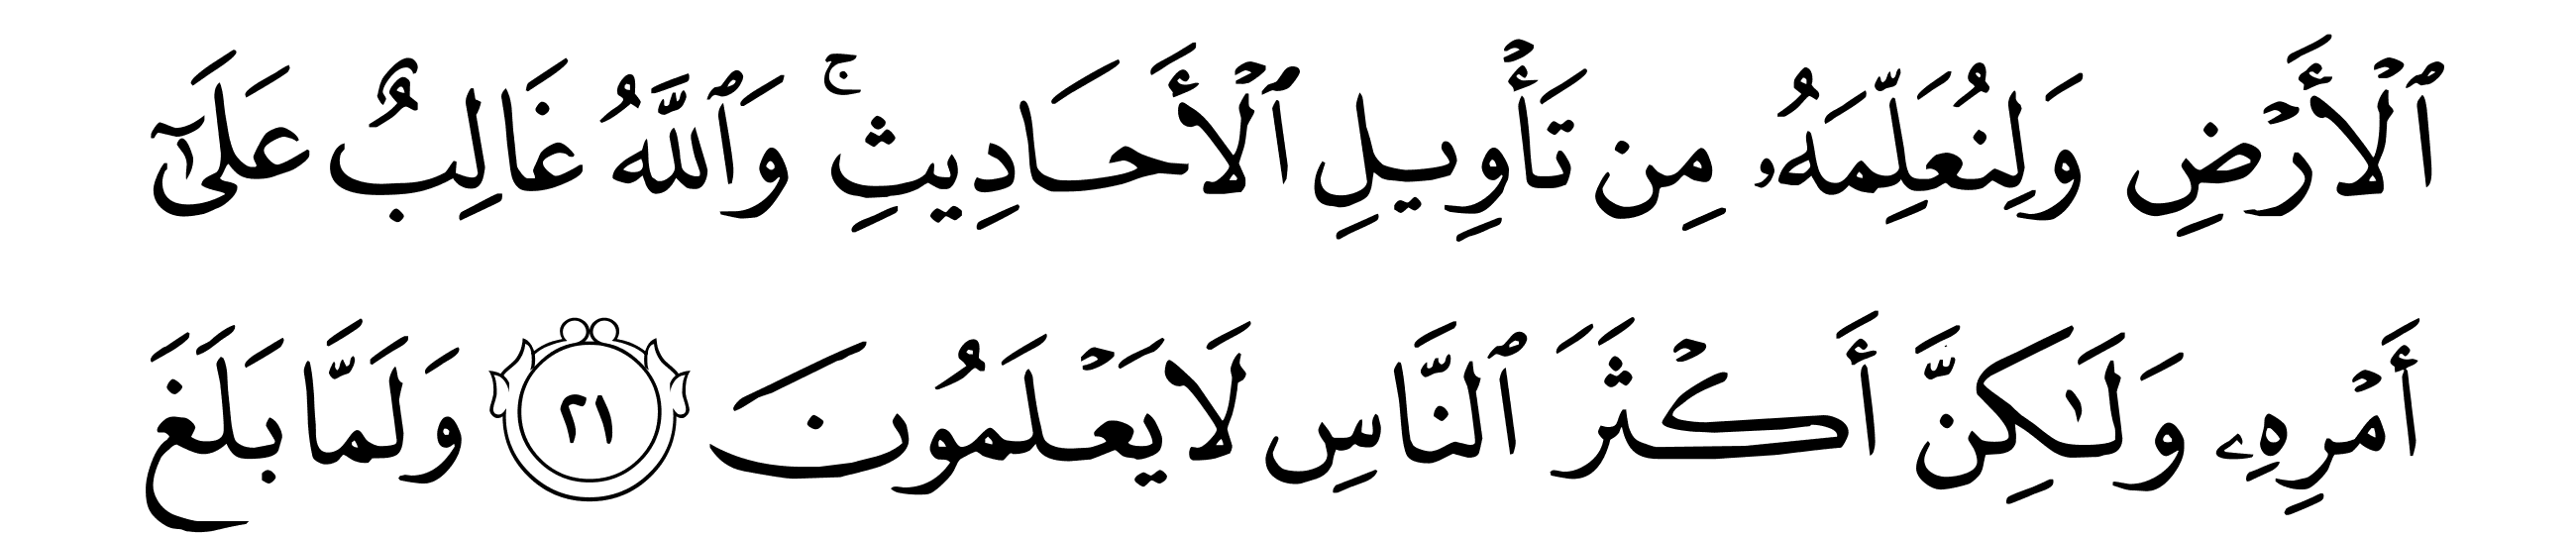 ٱلْأَرْضِ وَلِنُعَلِّمَهُۥ مِن تَأْوِيلِ ٱلْأَحَادِيثِ ۚ وَٱللَّهُ غَالِبٌ عَلَىٰٓ
أَمْرِهِۦ وَلَٰكِنَّ أَكْثَرَ ٱلنَّاسِ لَا يَعْلَمُونَ ٢١ وَلَمَّا بَلَغَ